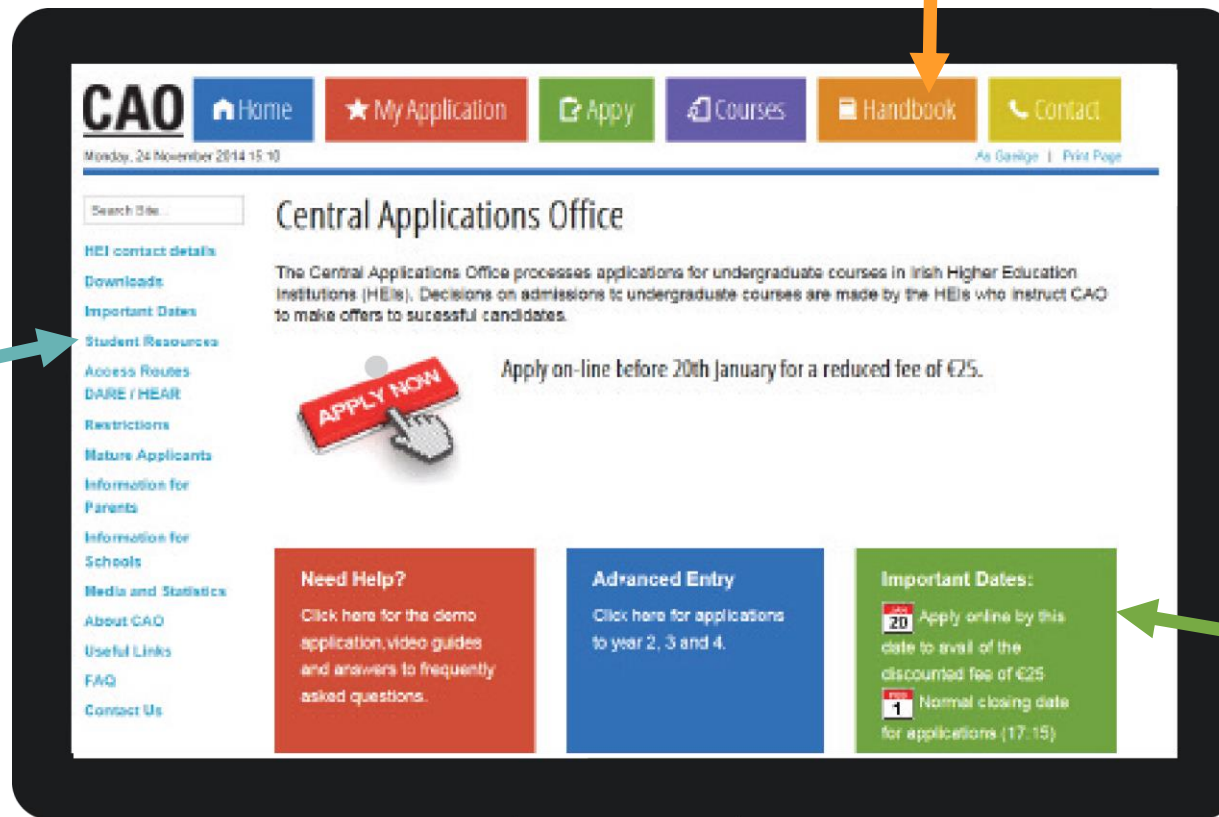 CAO
Home
My Application
Appy
Courses
Handbook
Contact
Monday, 24 November 2014 15:10
As Gaeilge | Print Page
Search Site...
HEI contact details
Downloads
Important Dates
Student Resources
Access Routes
DARE / HEAR
Restrictions
Mature Applicants
Information for
Parents
Information for
Schools
Media and Statistics
About CAO
Useful Links
FAQ
Contact Us
Central Applications Office
The Central Applications Office processes applications for undergraduate courses in Irish Higher Education
Institutions (HEIs). Decisions on admissions to undergraduate courses are made by the HEIs who instruct CAO
to make offers to sucessful candidates.
APPLY NOW
Apply on-line before 20th January for a reduced fee of €25.
Need Help?
Click here for the demo
application, video guides
and answers to frequently
asked questions.
Advanced Entry
Click here for applications
to year 2, 3 and 4.
Important Dates:
JAN
20 Apply online by this
date to avail of the
discounted fee of €25
FEB
1 Normal closing date
for applications (17:15)